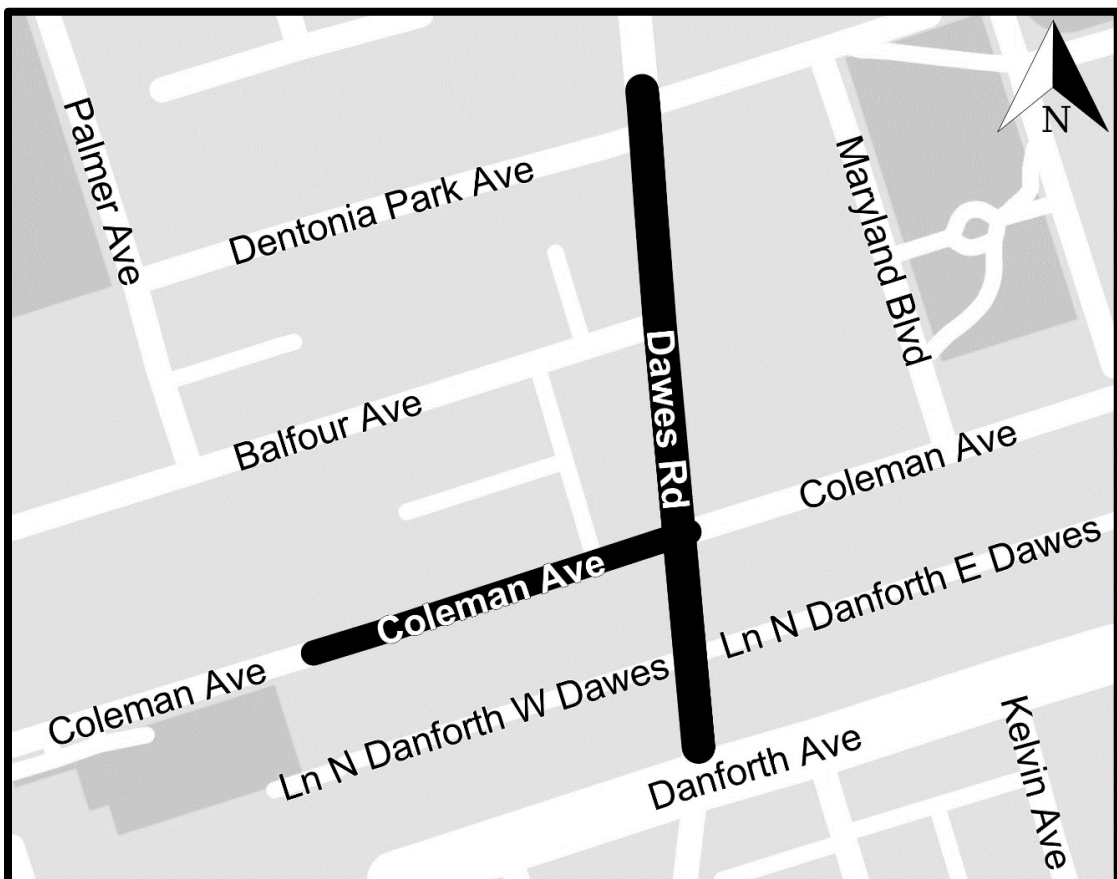 N
Palmer Ave
Dentonia Park Ave
Maryland Blvd
Dawes Rd
Balfour Ave
Coleman Ave
Coleman Ave
Coleman Ave
Ln N Danforth E Dawes
Ln N Danforth W Dawes
Danforth Ave
Kelvin Ave